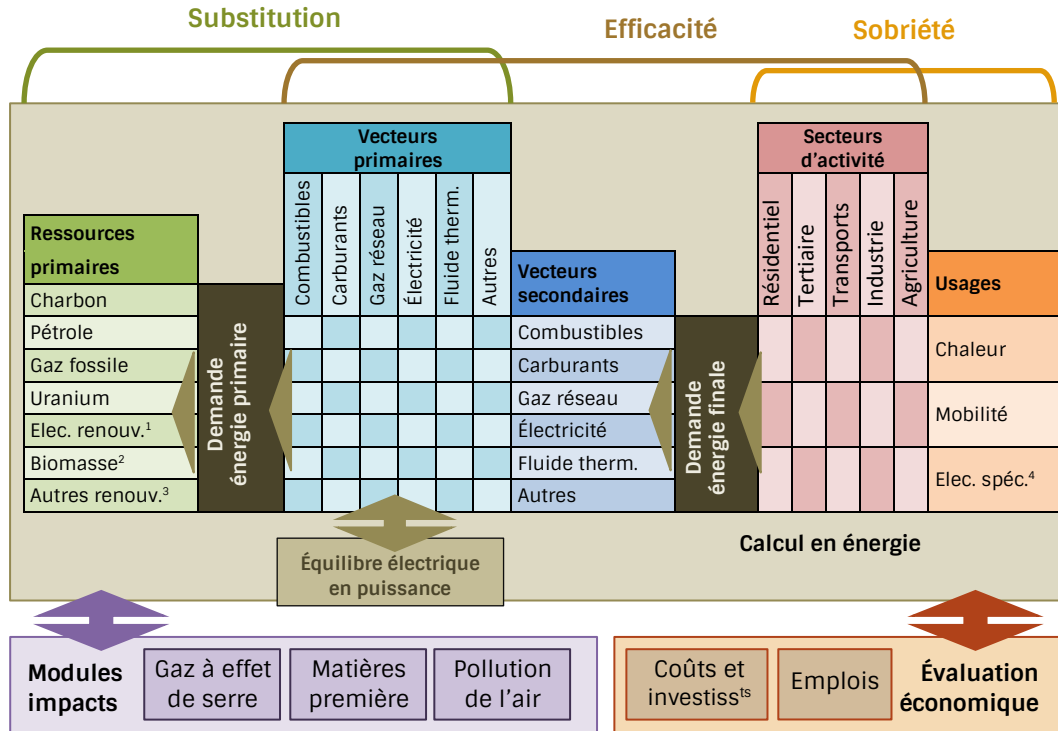 Substitution
Efficacité
Sobriété
Vecteurs
primaires
Secteurs
d'activité
Combustibles
Carburants
Gaz réseau
Électricité
Fluide therm.
Autres
Résidentiel
Tertiaire
Transports
Industrie
Agriculture
Ressources
primaires
Charbon
Pétrole
Gaz fossile
Uranium
Elec. renouv.¹
Biomasse²
Autres renouv.³
Demande
énergie primaire
Vecteurs
secondaires
Combustibles
Carburants
Gaz réseau
Électricité
Fluide therm.
Autres
Demande
énergie finale
Usages
Chaleur
Mobilité
Elec. spéc.⁴
Calcul en énergie
Équilibre électrique
en puissance
Modules
impacts
Gaz à effet
de serre
Matières
première
Pollution
de l'air
Coûts et
investissᵗˢ
Emplois
Évaluation
économique